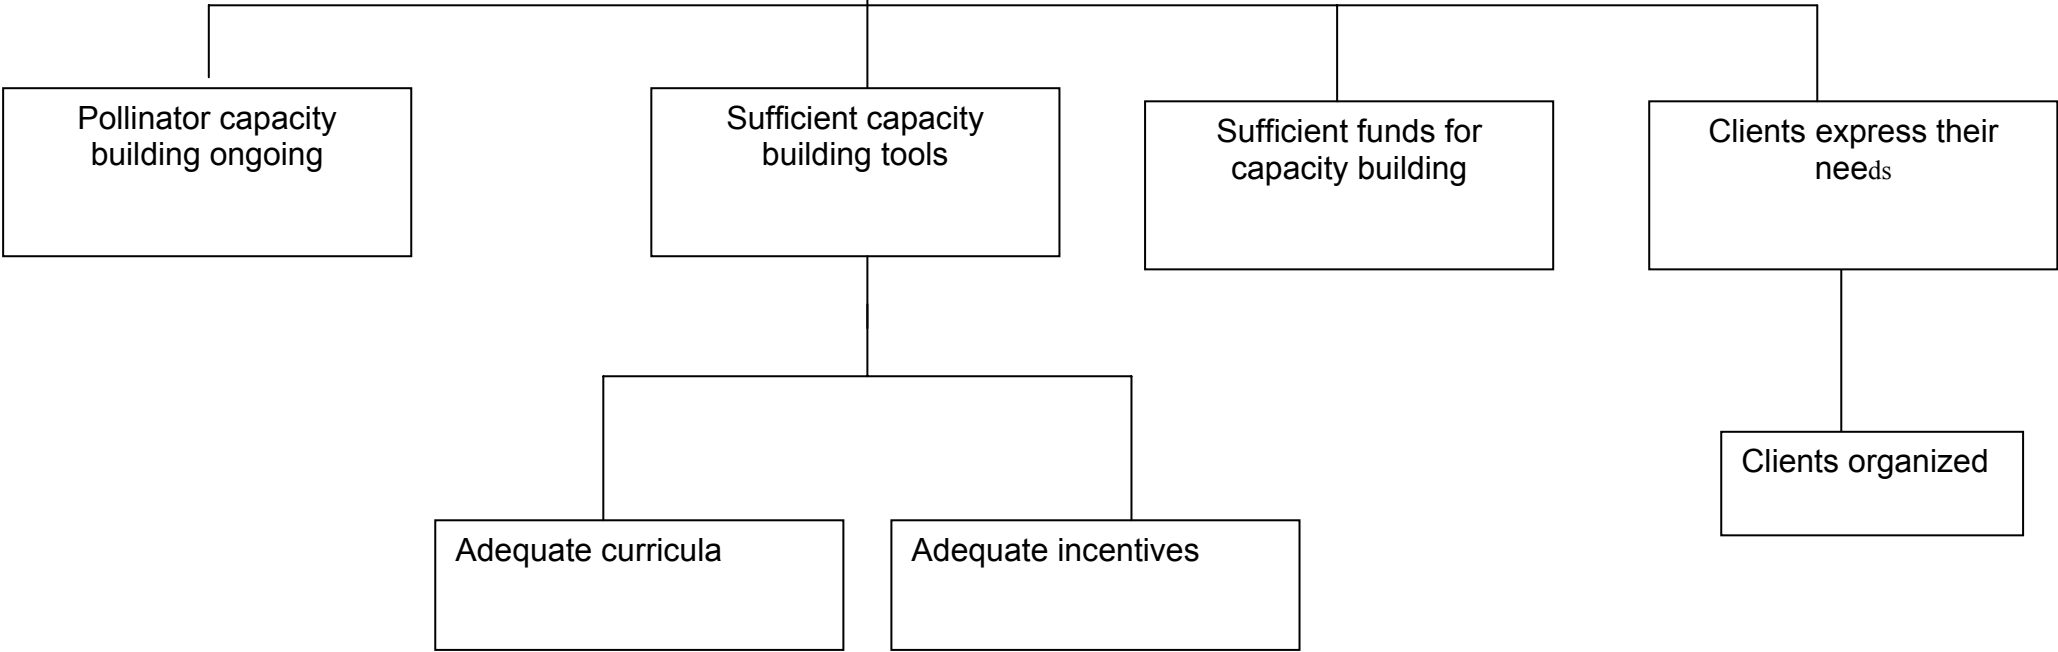 Pollinator capacity
building ongoing
Sufficient capacity
building tools
Sufficient funds for
capacity building
Clients express their
needs
Clients organized
Adequate curricula
Adequate incentives